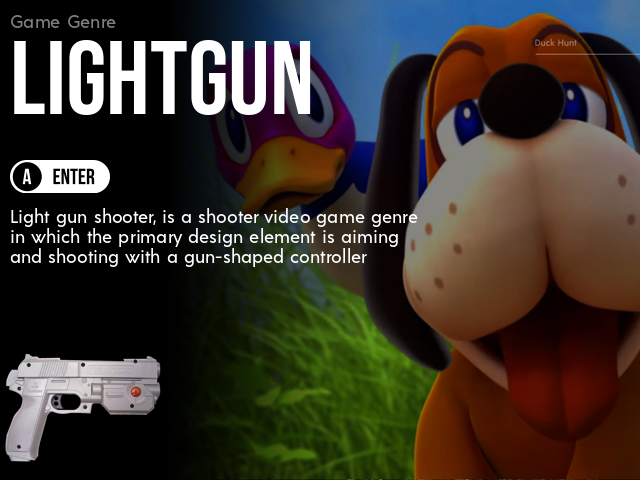 Game Genre
LIGHTGUN
Duck Hunt
A ENTER
Light gun shooter, is a shooter video game genre
in which the primary design element is aiming
and shooting with a gun-shaped controller